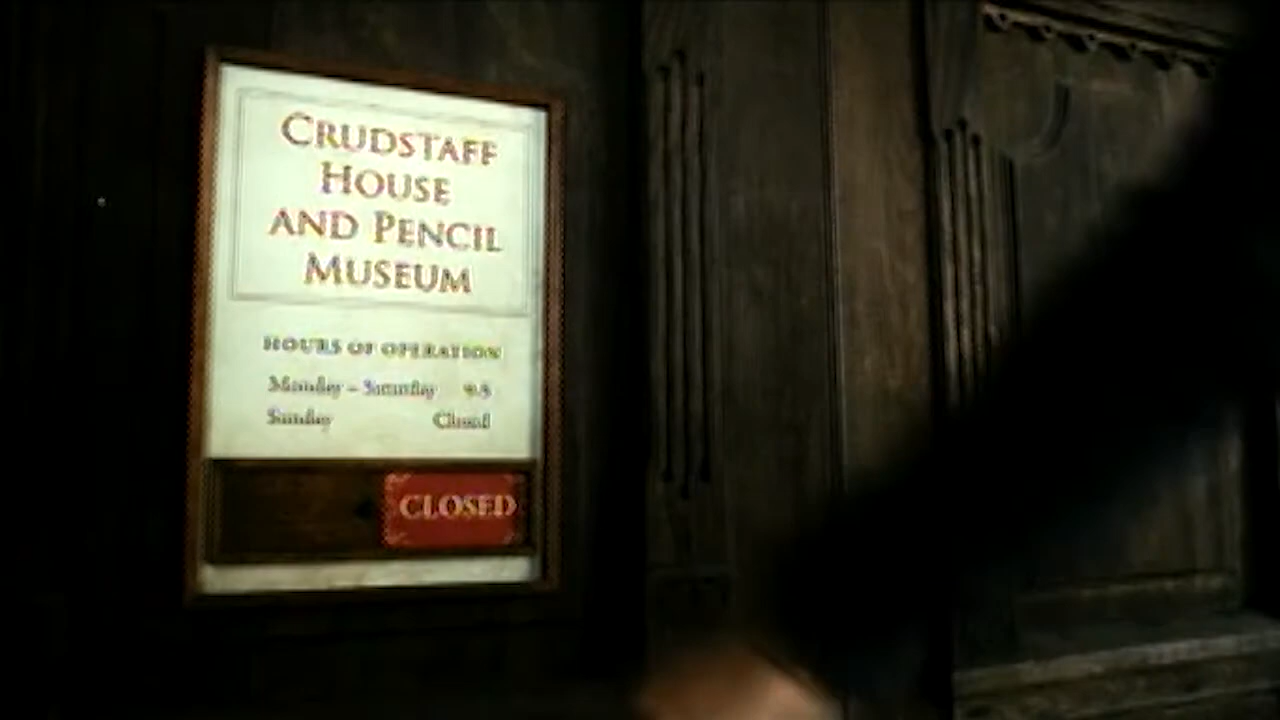 CRUDSTAFF
HOUSE
AND PENCIL
MUSEUM
HOURS OF OPERATION
Monday - Saturday 9-5
Sunday Closed
CLOSED